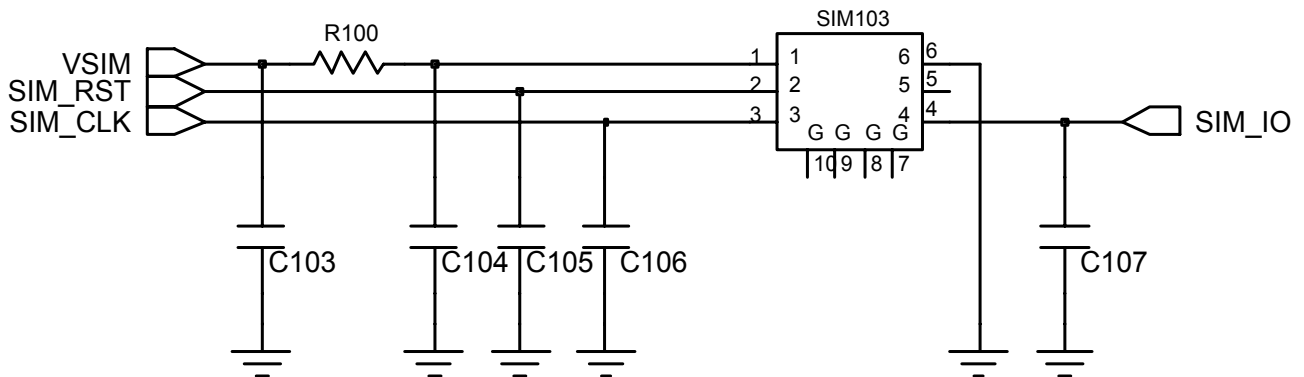 SIM103
R100
VSIM 1 1 6 6
SIM_RST 2 2 5 5
SIM_CLK 3 3 4 4 SIM_IO
G G G G
10 9 8 7
C103 C104 C105 C106 C107